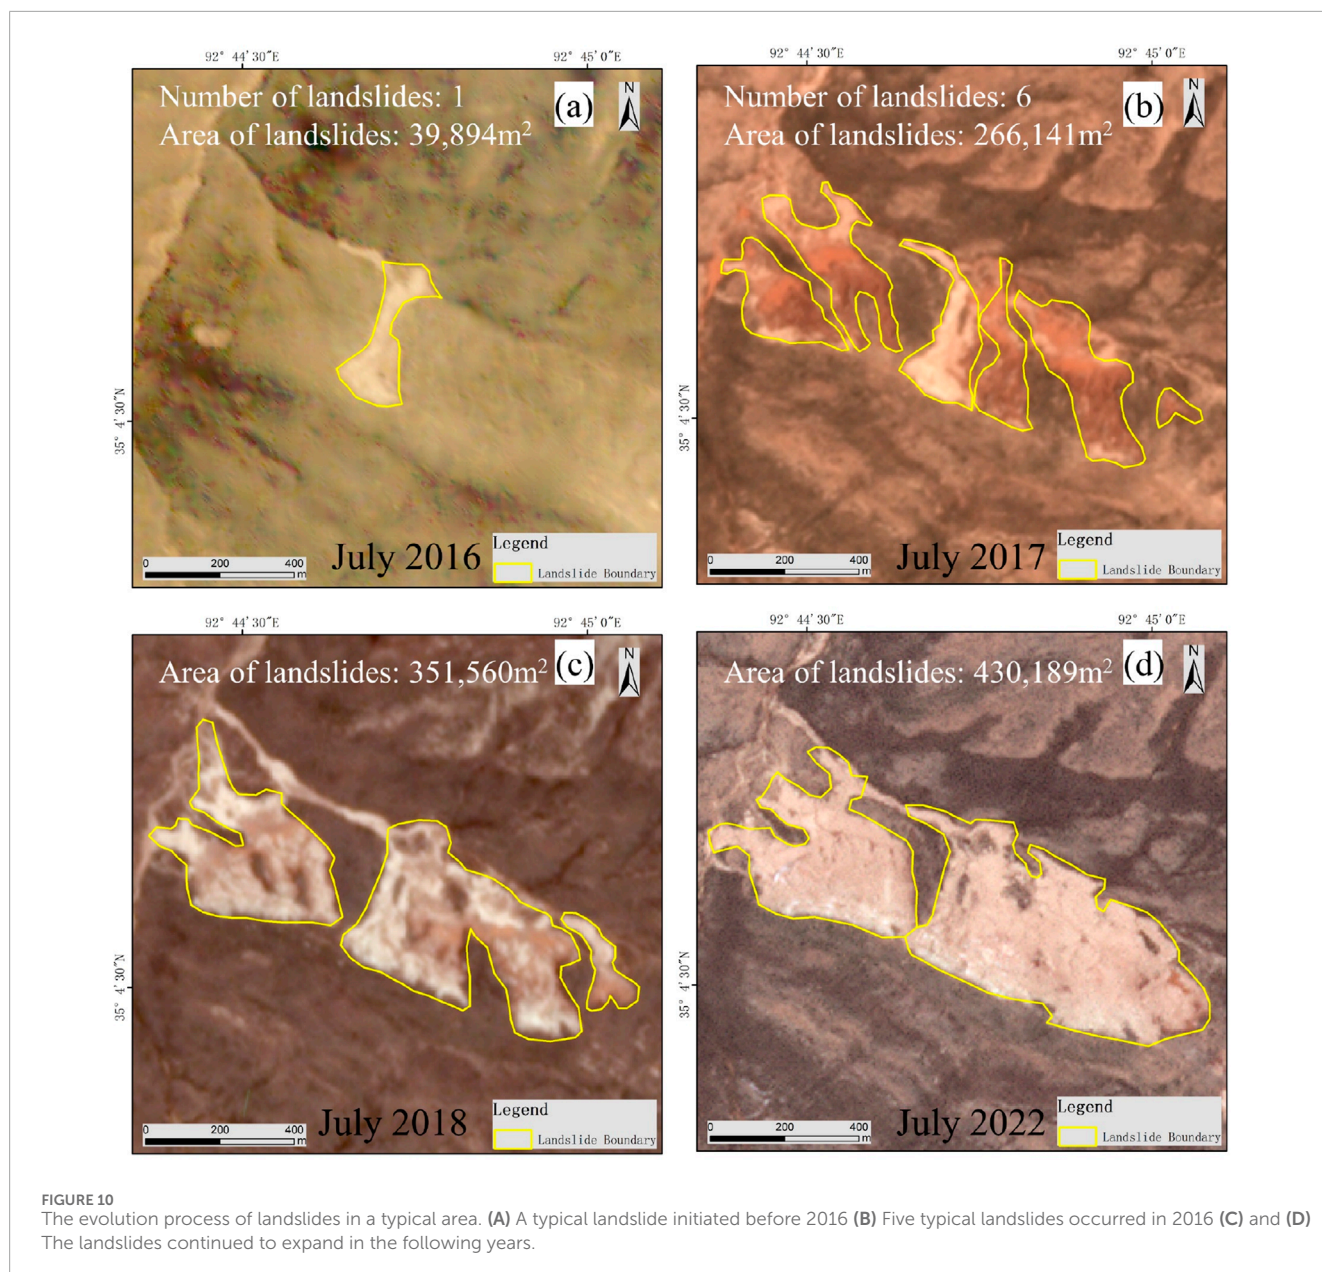 92° 44′30″E
92° 45′0″E
35° 4′30″N
Number of landslides: 1
Area of landslides: 39,894m²
(a)
N
0 200 400
m
July 2016
Legend
Landslide Boundary
92° 44′30″E
92° 45′0″E
35° 4′30″N
Number of landslides: 6
Area of landslides: 266,141m²
(b)
N
0 200 400
m
July 2017
Legend
Landslide Boundary
92° 44′30″E
92° 45′0″E
35° 4′30″N
Area of landslides: 351,560m²
(c)
N
0 200 400
m
July 2018
Legend
Landslide Boundary
92° 44′30″E
92° 45′0″E
35° 4′30″N
Area of landslides: 430,189m²
(d)
N
0 200 400
m
July 2022
Legend
Landslide Boundary
FIGURE 10
The evolution process of landslides in a typical area. (A) A typical landslide initiated before 2016 (B) Five typical landslides occurred in 2016 (C) and (D)
The landslides continued to expand in the following years.